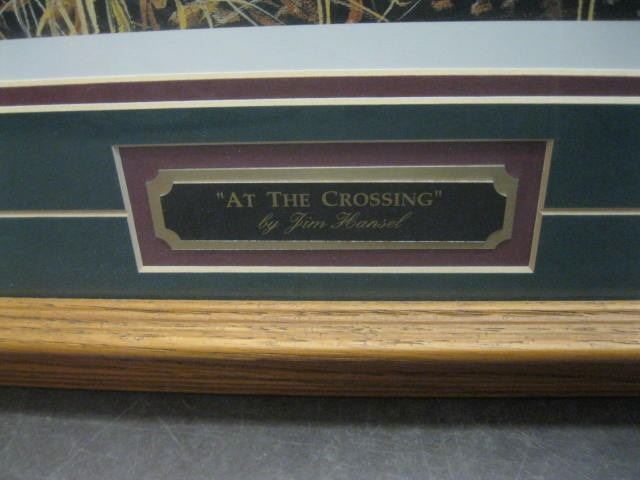 "AT THE CROSSING"
by Jim Hansel